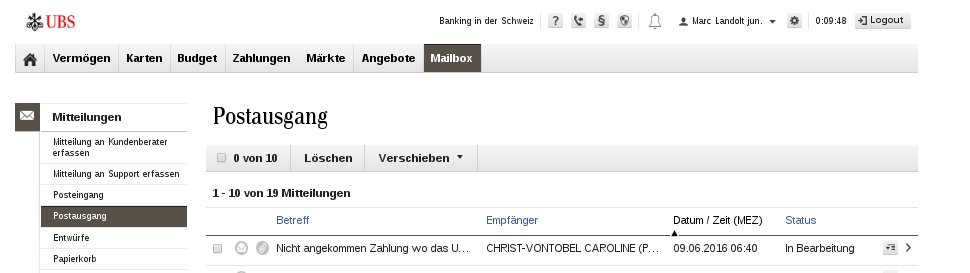 UBS
Banking in der Schweiz
?
§
Marc Landolt jun.
0:09:48
Logout
Vermögen
Karten
Budget
Zahlungen
Märkte
Angebote
Mailbox
Mitteilungen
Mitteilung an Kundenberater
erfassen
Mitteilung an Support erfassen
Posteingang
Postausgang
Entwürfe
Papierkorb
Postausgang
0 von 10
Löschen
Verschieben
1 - 10 von 19 Mitteilungen
Betreff
Empfänger
Datum / Zeit (MEZ)
Status
Nicht angekommen Zahlung wo das U...
CHRIST-VONTOBEL CAROLINE (P...
09.06.2016 06:40
In Bearbeitung